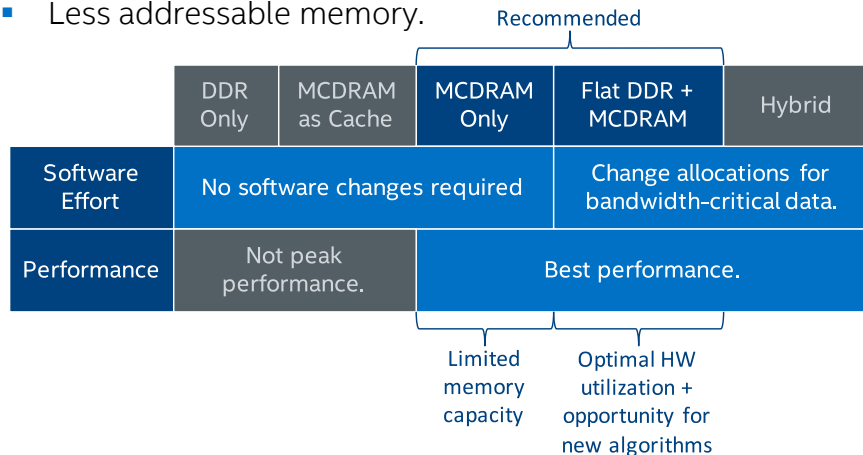 ▪ Less addressable memory.
Recommended
DDR
Only
MCDRAM
as Cache
MCDRAM
Only
Flat DDR +
MCDRAM
Hybrid
Software
Effort
No software changes required
Change allocations for
bandwidth-critical data.
Performance
Not peak
performance.
Best performance.
Limited
memory
capacity
Optimal HW
utilization +
opportunity for
new algorithms